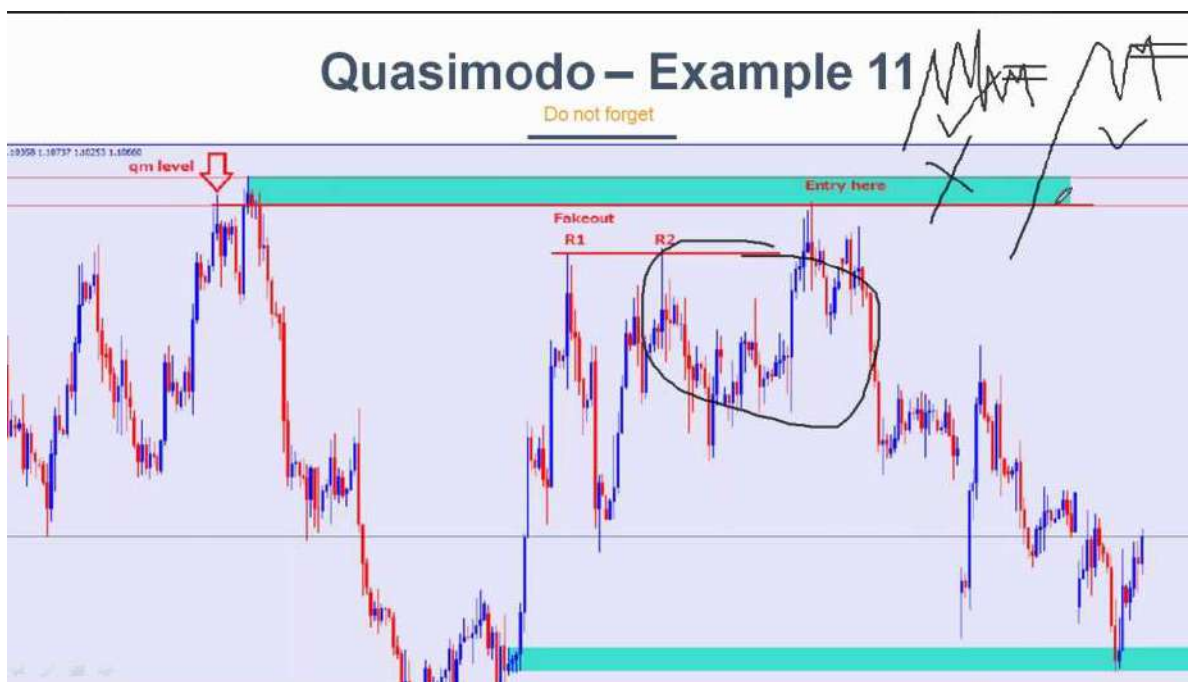 Quasimodo – Example 11
Do not forget
qm level
Entry here
Fakeout
R1 R2